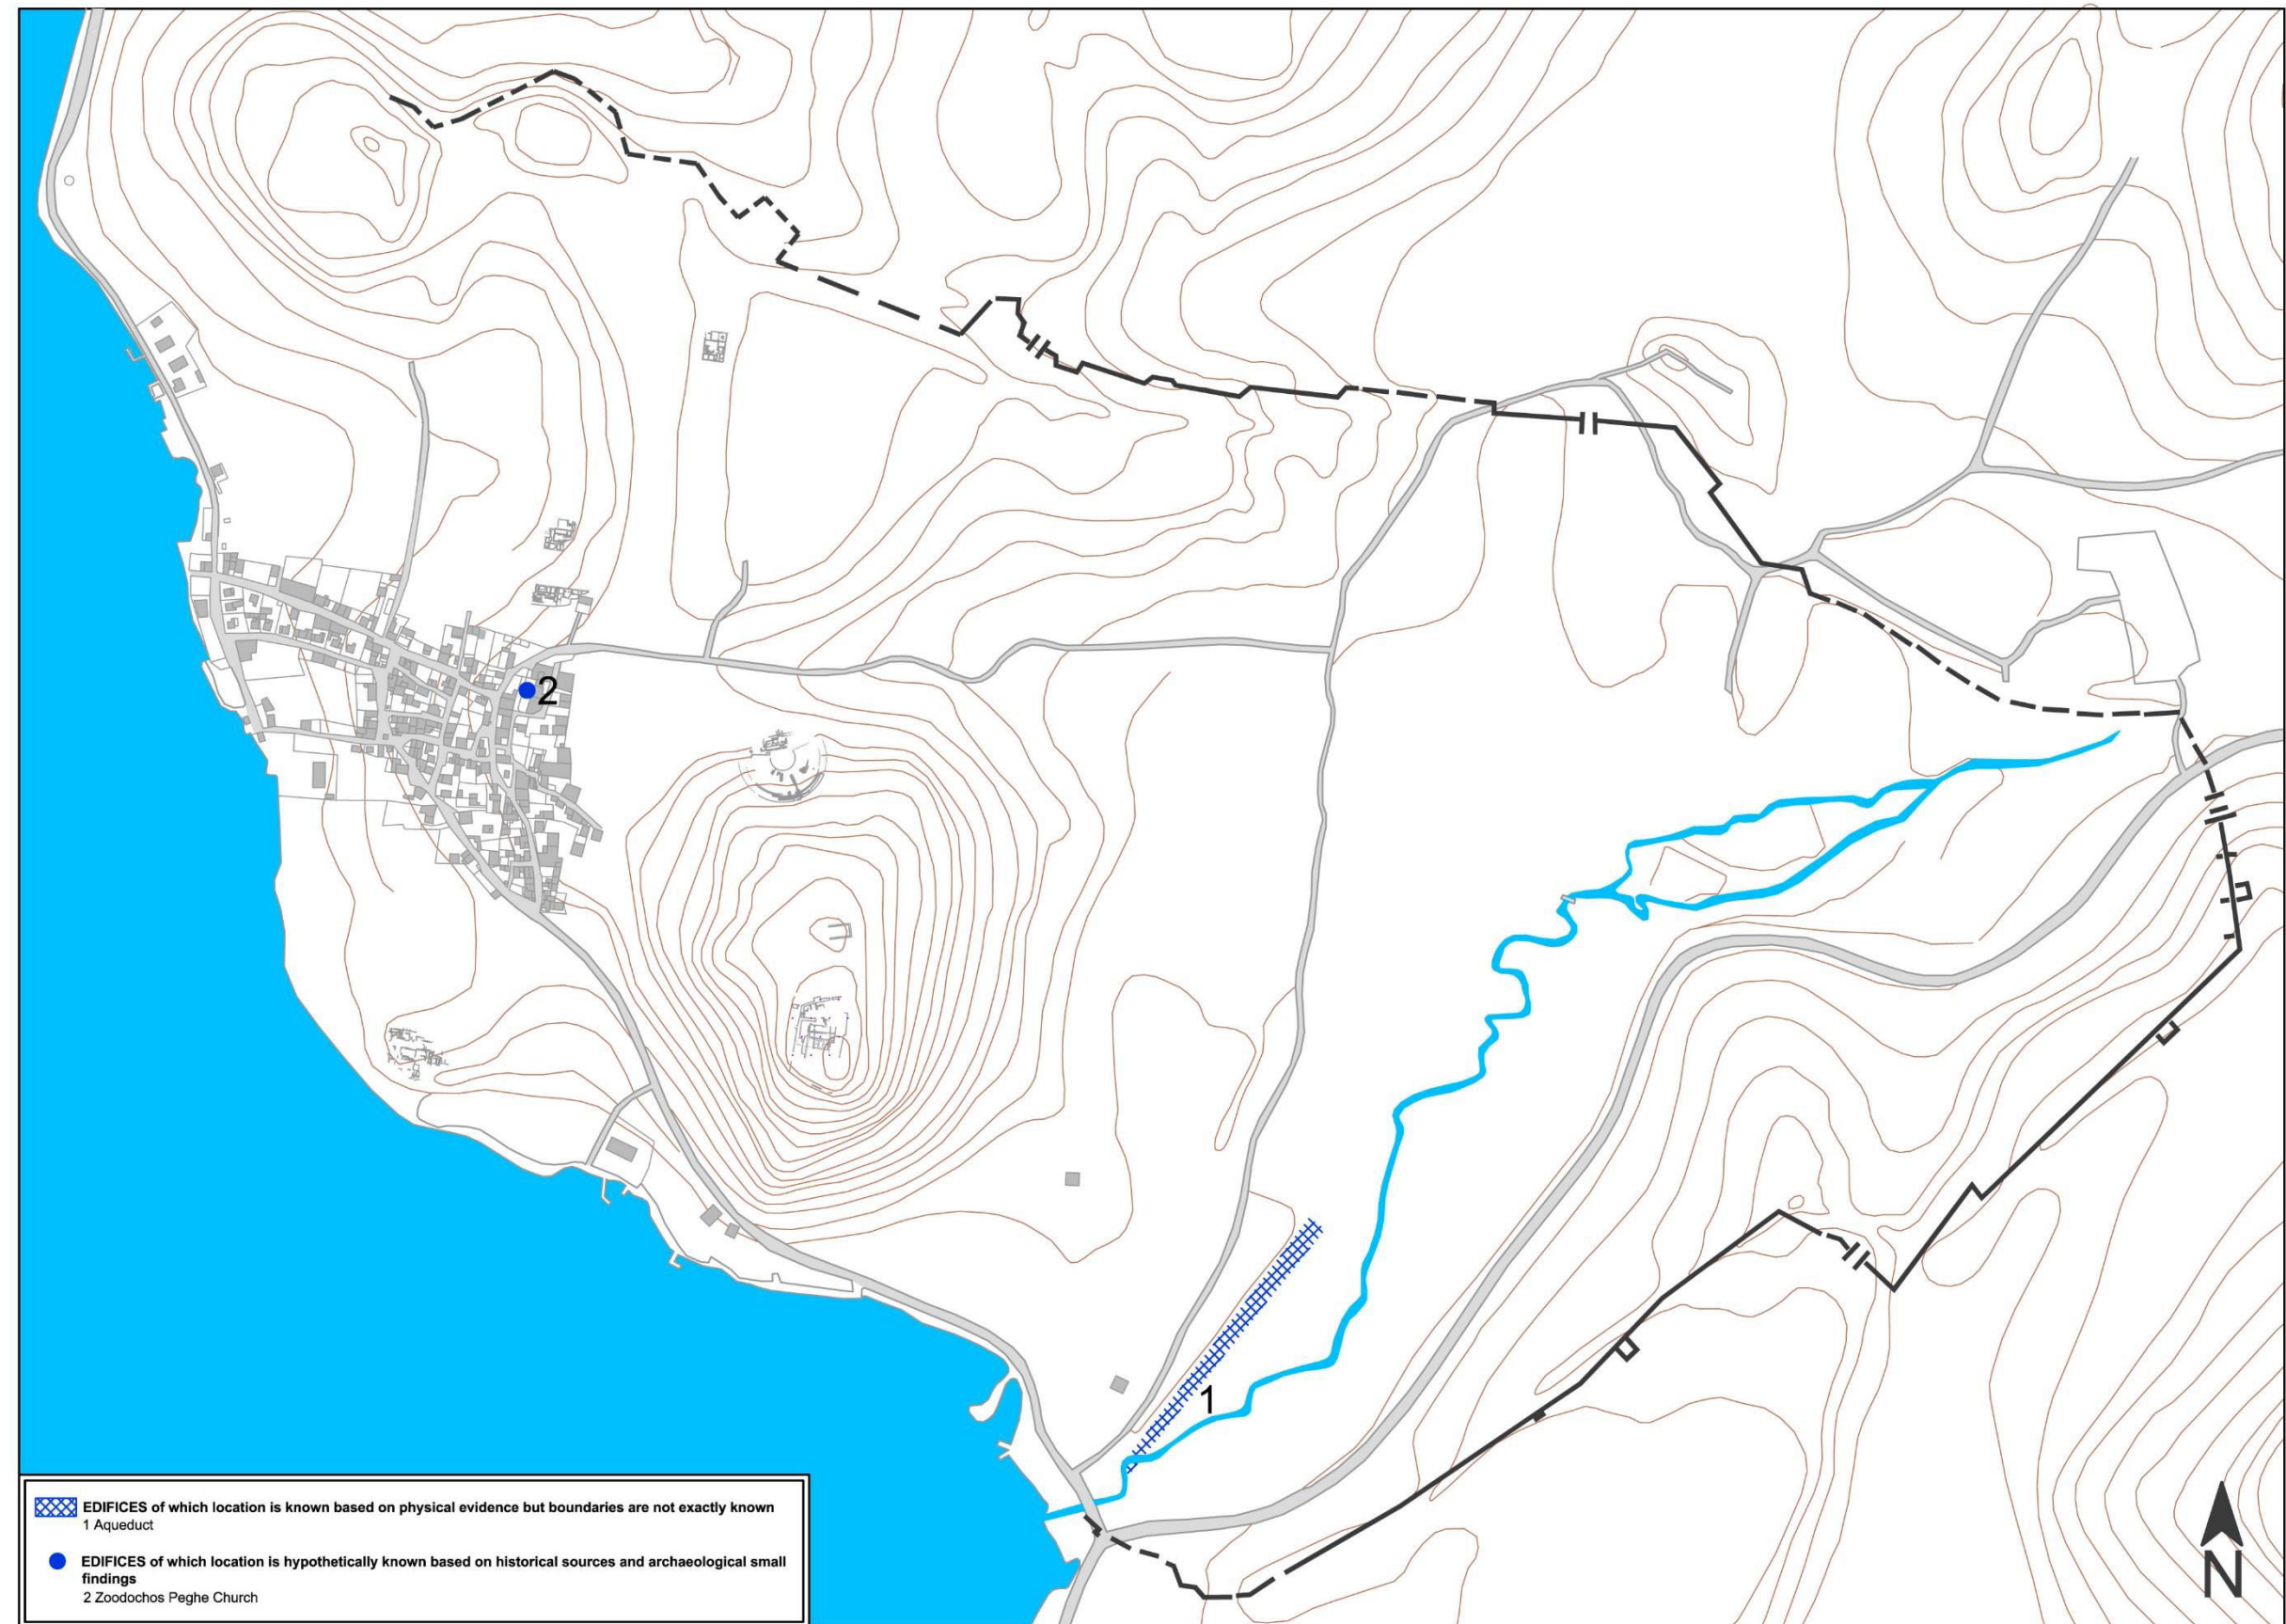 2
1
EDIFICES of which location is known based on physical evidence but boundaries are not exactly known
1 Aqueduct
EDIFICES of which location is hypothetically known based on historical sources and archaeological small
findings
2 Zoodochos Peghe Church
N